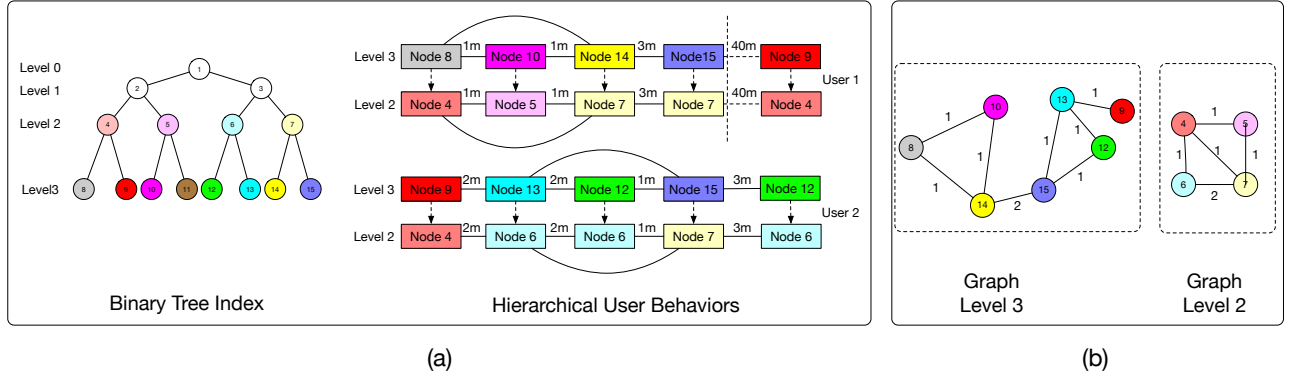 Level 0
Level 1
Level 2
Level3
1
2
3
4
5
6
7
8
9
10
11
12
13
14
15
Binary Tree Index
Level 3
Node 8
1m
Node 10
1m
Node 14
3m
Node15
40m
Node 9
User 1
Level 2
Node 4
1m
Node 5
1m
Node 7
3m
Node 7
40m
Node 4
Level 3
Node 9
2m
Node 13
2m
Node 12
1m
Node 15
3m
Node 12
User 2
Level 2
Node 4
2m
Node 6
2m
Node 6
1m
Node 7
3m
Node 6
Hierarchical User Behaviors
(a)
13
1
9
10
1
1
12
8
1
1
1
1
15
14
2
Graph
Level 3
4
1
5
1
1
1
6
2
7
Graph
Level 2
(b)